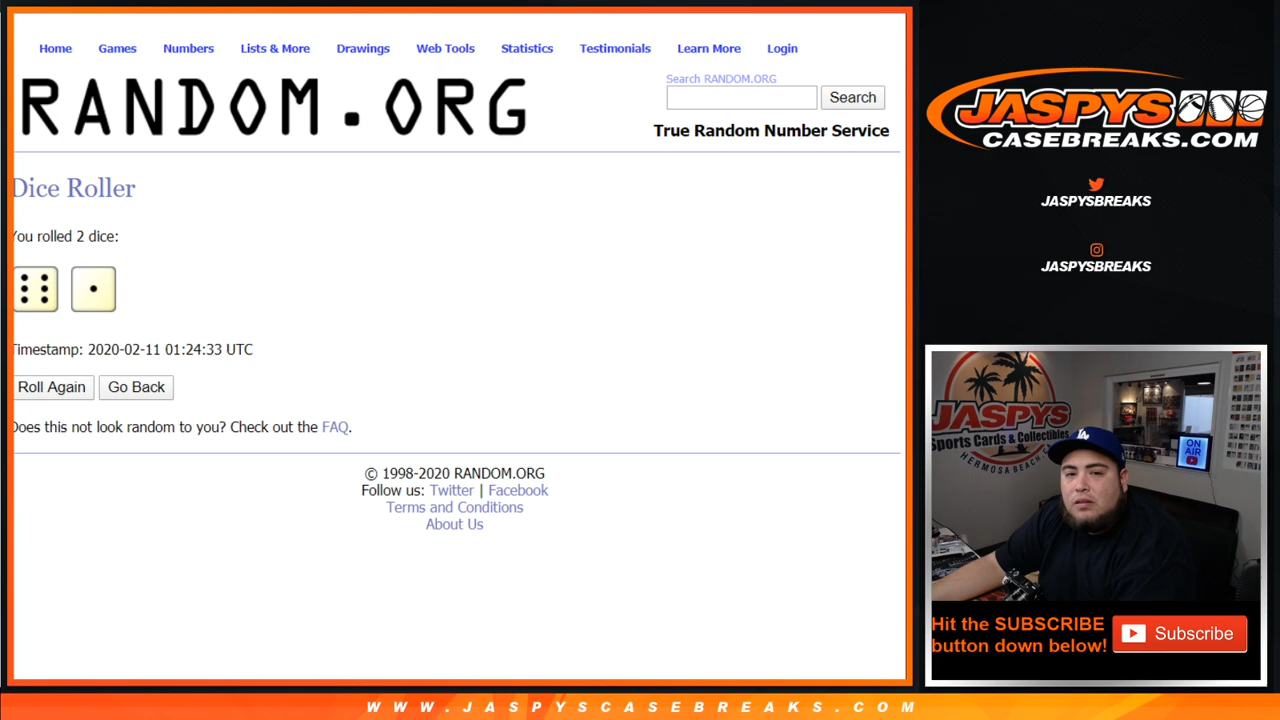 Home Games Numbers Lists & More Drawings Web Tools Statistics Testimonials Learn More Login
RANDOM.ORG
Search RANDOM.ORG
Search
True Random Number Service
Dice Roller
You rolled 2 dice:
Timestamp: 2020-02-11 01:24:33 UTC
Roll Again Go Back
Does this not look random to you? Check out the FAQ.
© 1998-2020 RANDOM.ORG
Follow us: Twitter | Facebook
Terms and Conditions
About Us
JASPYS
CASEBREAKS.COM
JASPYSBREAKS
JASPYSBREAKS
JASPYS
Sports Cards & Collectibles
HERMOSA BEACH, C
ON
AIR
LA
Hit the SUBSCRIBE
button down below!
Subscribe
WWW.JASPYSCASEBREAKS.COM